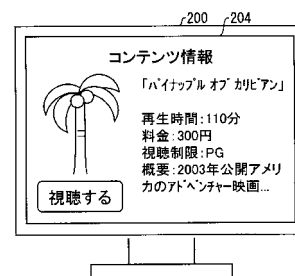 200 204
コンテンツ情報
「パイナップル オブ カリビアン」
再生時間:110分
料金:300円
視聴制限:PG
概要:2003年公開アメリ
カのアドベンチャー映画...
視聴する